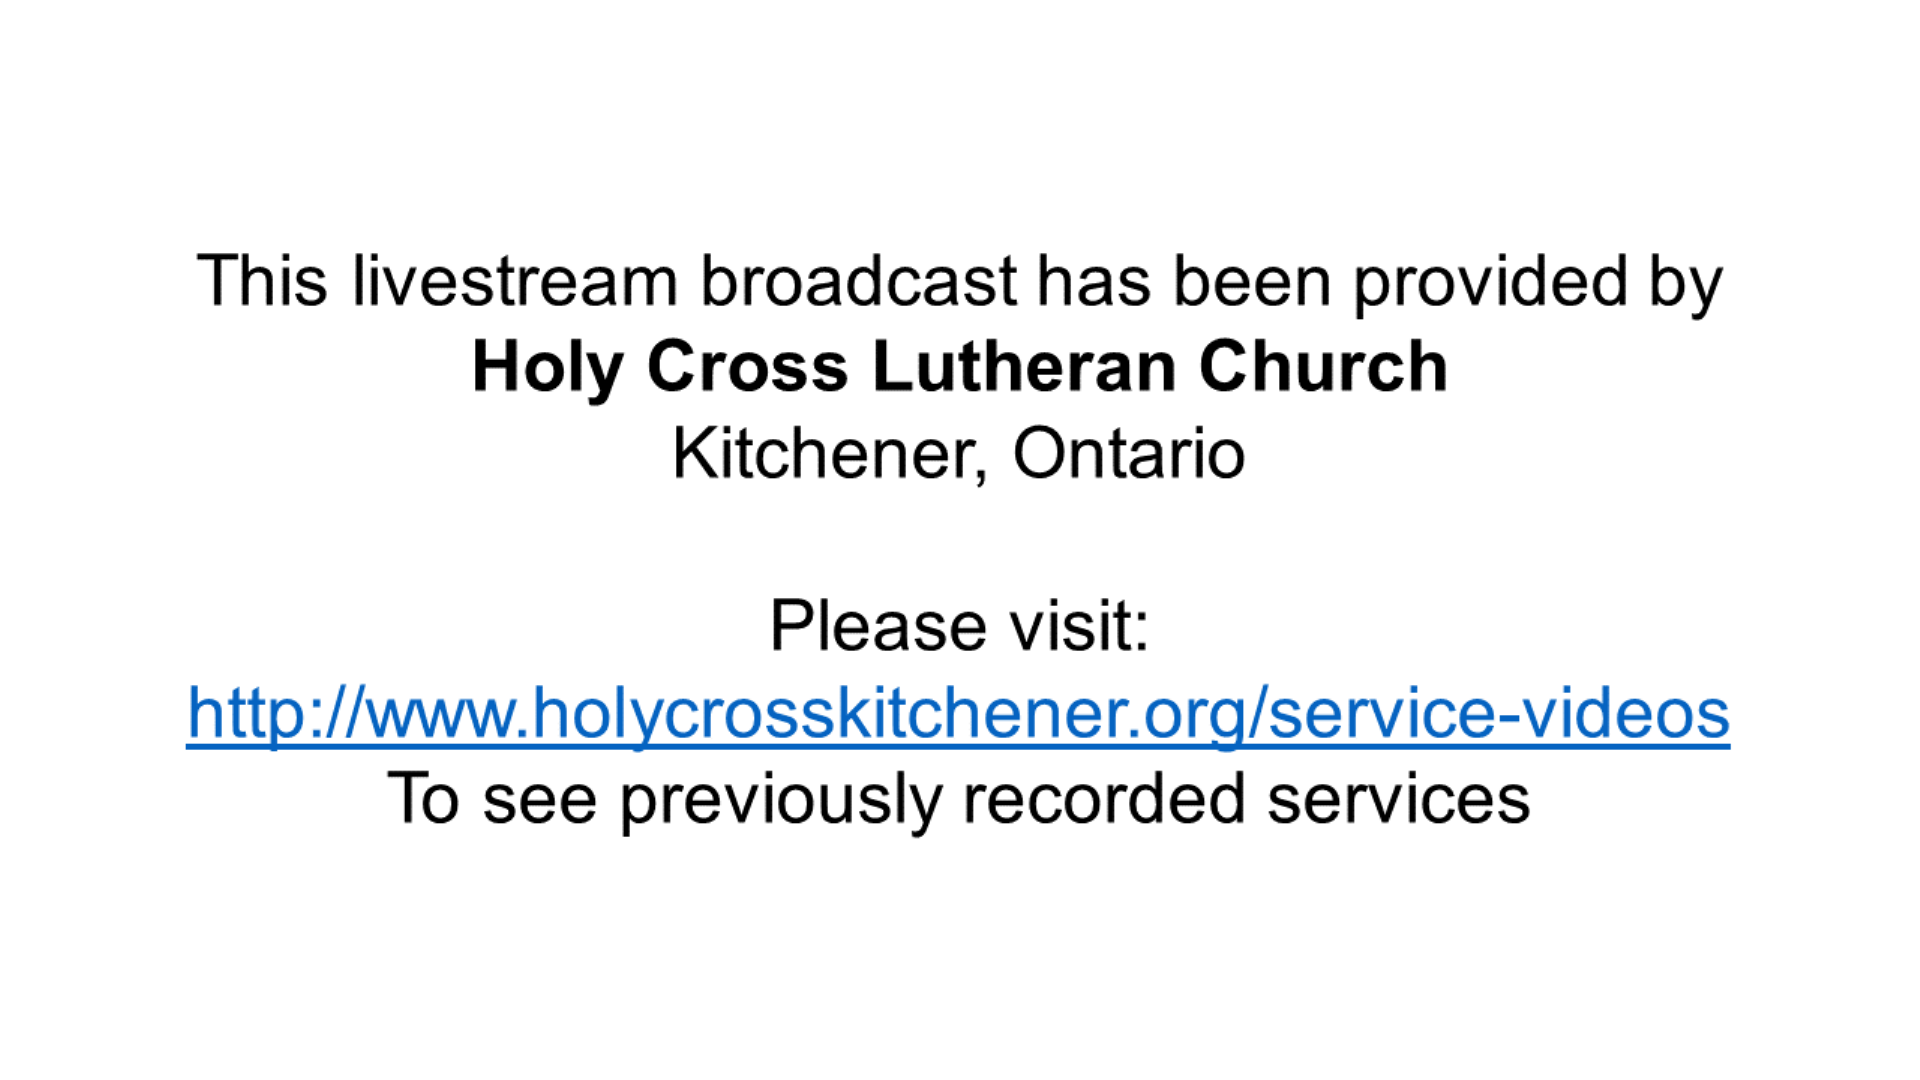 This livestream broadcast has been provided by
Holy Cross Lutheran Church
Kitchener, Ontario
Please visit:
http://www.holycrosskitchener.org/service-videos
To see previously recorded services